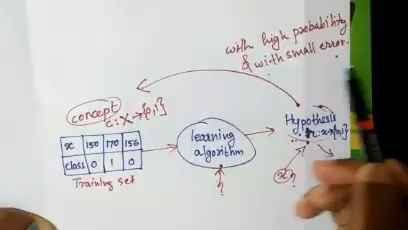 with high probability
& with small error.
concept
c: X→{0,1}
x 150 170 156
class 0 1 0
Training set
learning
algorithm
Hypothesis